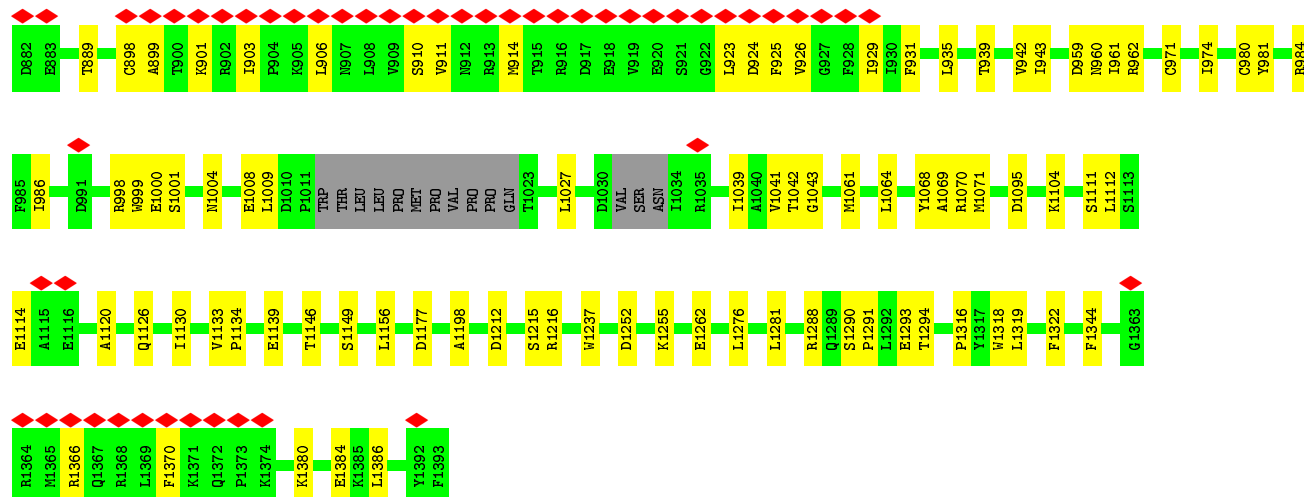 D882 E883 T889 C898 A899 T900 K901 R902 I903 P904 K905 L906 N907 L908 V909 S910 V911 N912 R913 M914 T915 R916 D917 E918 V919 E920 S921 G922 L923 D924 F925 V926 G927 F928 I929 I930 F931 L935 T939 V942 I943 D959 N960 I961 R962 C971 I974 C980 Y981 R984
F985 I986 D991 R998 W999 E1000 S1001 N1004 E1008 L1009 D1010 P1011 TRP THR LEU LEU PRO MET PRO VAL PRO PRO GLN T1023 L1027 D1030 VAL SER ASN I1034 R1035 I1039 A1040 V1041 T1042 G1043 M1061 L1064 Y1068 A1069 R1070 M1071 D1095 K1104 S1111 L1112 S1113
E1114 A1115 E1116 A1120 Q1126 I1130 V1133 P1134 E1139 T1146 S1149 L1156 D1177 A1198 D1212 S1215 R1216 W1237 D1252 K1255 E1262 L1276 L1281 R1288 Q1289 S1290 P1291 L1292 E1293 T1294 P1316 Y1317 W1318 L1319 F1322 F1344 G1363
R1364 M1365 R1366 Q1367 R1368 L1369 F1370 K1371 Q1372 P1373 K1374 K1380 E1384 K1385 L1386 Y1392 F1393